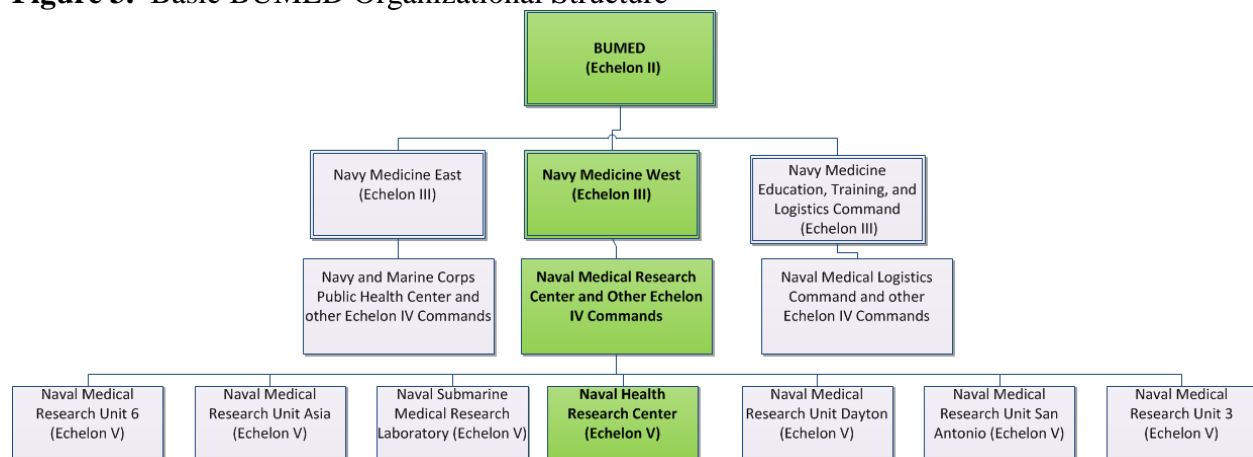 Figure 3. Basic BUMED Organizational Structure
BUMED
(Echelon II)
Navy Medicine East
(Echelon III)
Navy Medicine West
(Echelon III)
Navy Medicine
Education, Training, and
Logistics Command
(Echelon III)
Navy and Marine Corps
Public Health Center and
other Echelon IV Commands
Naval Medical Research
Center and Other Echelon
IV Commands
Naval Medical Logistics
Command and other
Echelon IV Commands
Naval Medical
Research Unit 6
(Echelon V)
Naval Medical
Research Unit Asia
(Echelon V)
Naval Submarine
Medical Research
Laboratory (Echelon V)
Naval Health
Research Center
(Echelon V)
Naval Medical
Research Unit Dayton
(Echelon V)
Naval Medical
Research Unit San
Antonio (Echelon V)
Naval Medical
Research Unit 3
(Echelon V)